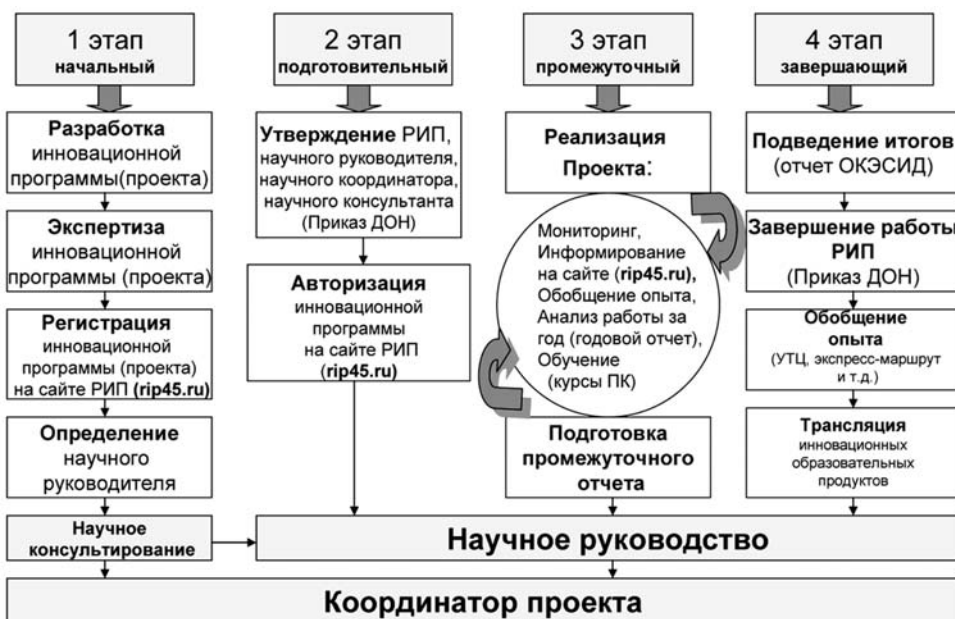 1 этап
начальный
Разработка
инновационной
программы(проекта)
Экспертиза
инновационной
программы (проекта)
Регистрация
инновационной
программы (проекта)
на сайте РИП (rip45.ru)
Определение
научного
руководителя
Научное
консультирование
2 этап
подготовительный
Утверждение РИП,
научного руководителя,
научного координатора,
научного консультанта
(Приказ ДОН)
Авторизация
инновационной
программы
на сайте РИП
(rip45.ru)
3 этап
промежуточный
Реализация
Проекта:
Мониторинг,
Информирование
на сайте (rip45.ru),
Обобщение опыта,
Анализ работы за
год (годовой отчет),
Обучение
(курсы ПК)
Подготовка
промежуточного
отчета
4 этап
завершающий
Подведение итогов
(отчет ОКЭСИД)
Завершение работы
РИП
(Приказ ДОН)
Обобщение
опыта
(УТЦ, экспресс-маршрут
и т.д.)
Трансляция
инновационных
образовательных
продуктов
Научное руководство
Координатор проекта